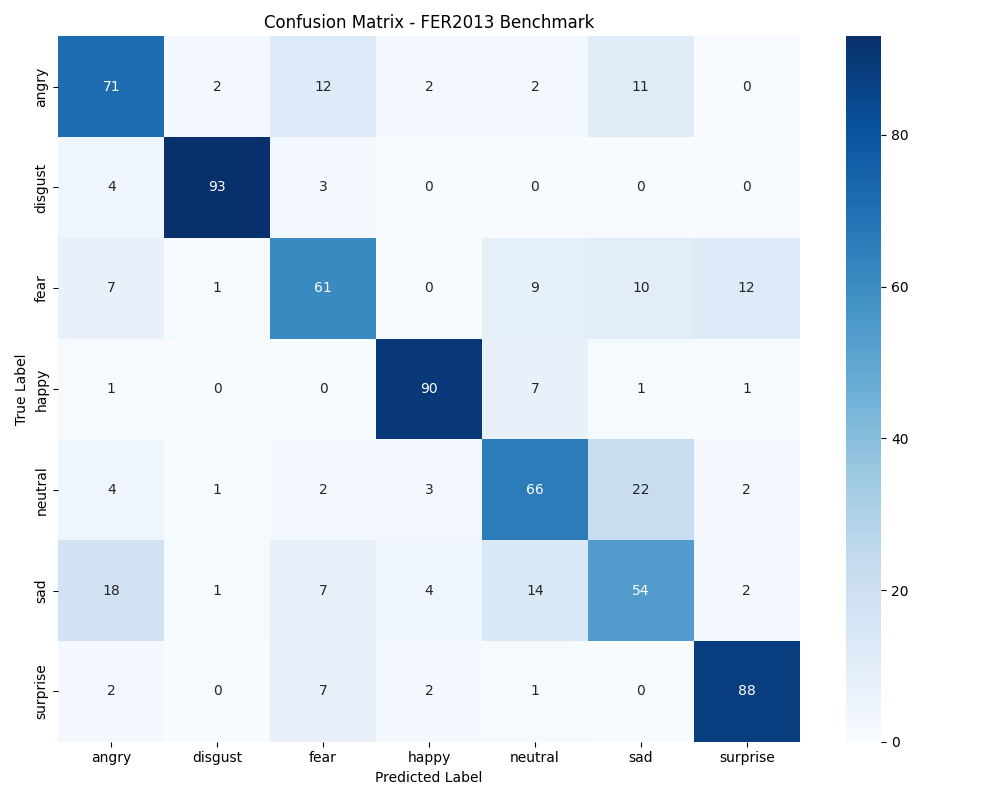 Confusion Matrix - FER2013 Benchmark
True Label
angry 71 2 12 2 2 11 0
disgust 4 93 3 0 0 0 0
fear 7 1 61 0 9 10 12
happy 1 0 0 90 7 1 1
neutral 4 1 2 3 66 22 2
sad 18 1 7 4 14 54 2
surprise 2 0 7 2 1 0 88
angry disgust fear happy neutral sad surprise
Predicted Label
80
60
40
20
0